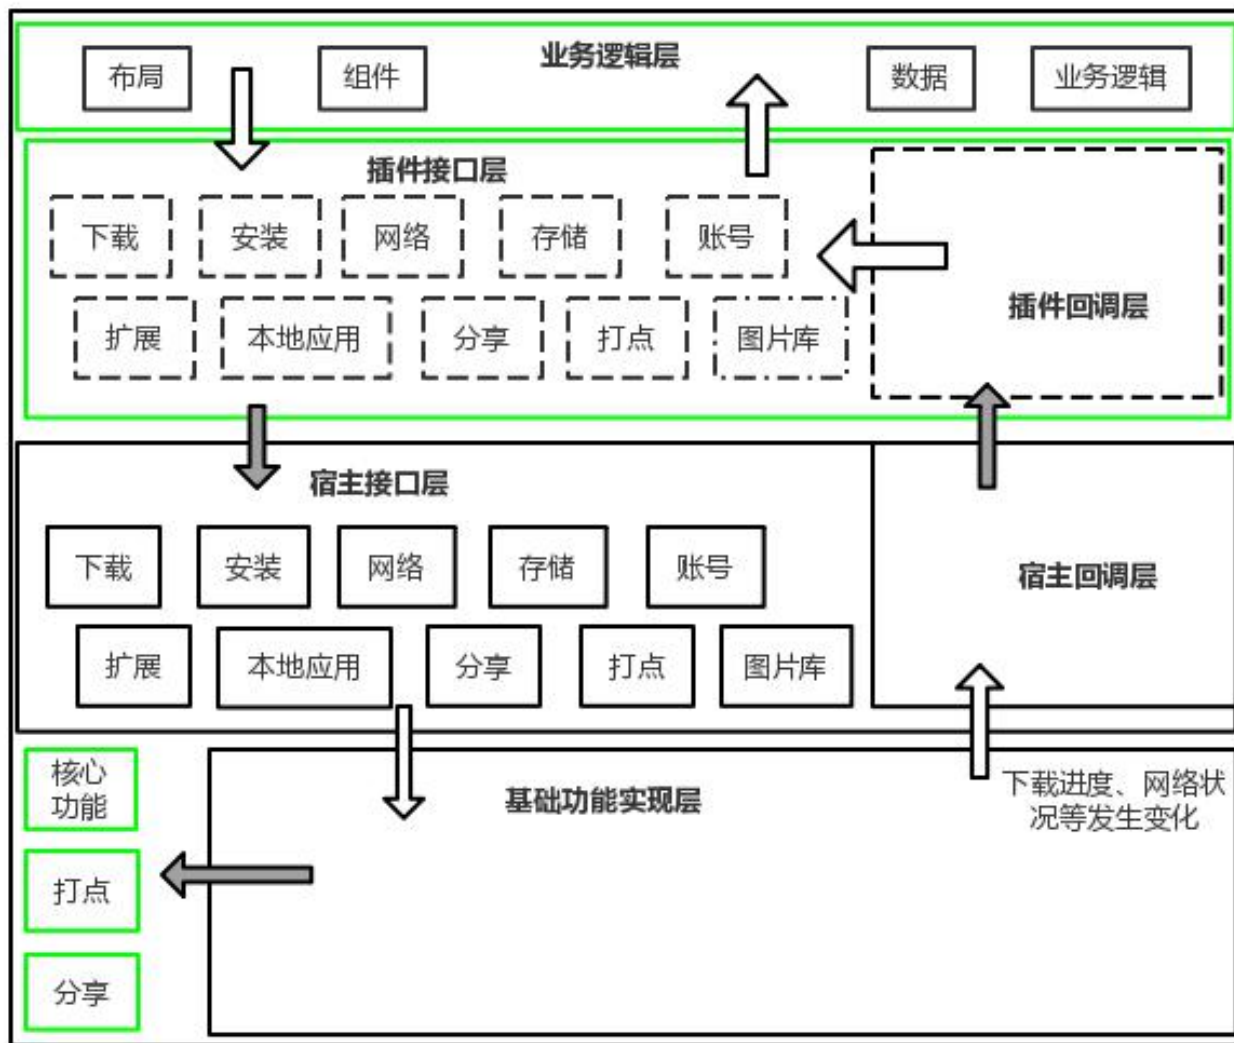 业务逻辑层
布局
组件
数据
业务逻辑
插件接口层
下载
安装
网络
存储
账号
扩展
本地应用
分享
打点
图片库
插件回调层
宿主接口层
下载
安装
网络
存储
账号
扩展
本地应用
分享
打点
图片库
宿主回调层
核心
功能
打点
分享
基础功能实现层
下载进度、网络状
况等发生变化